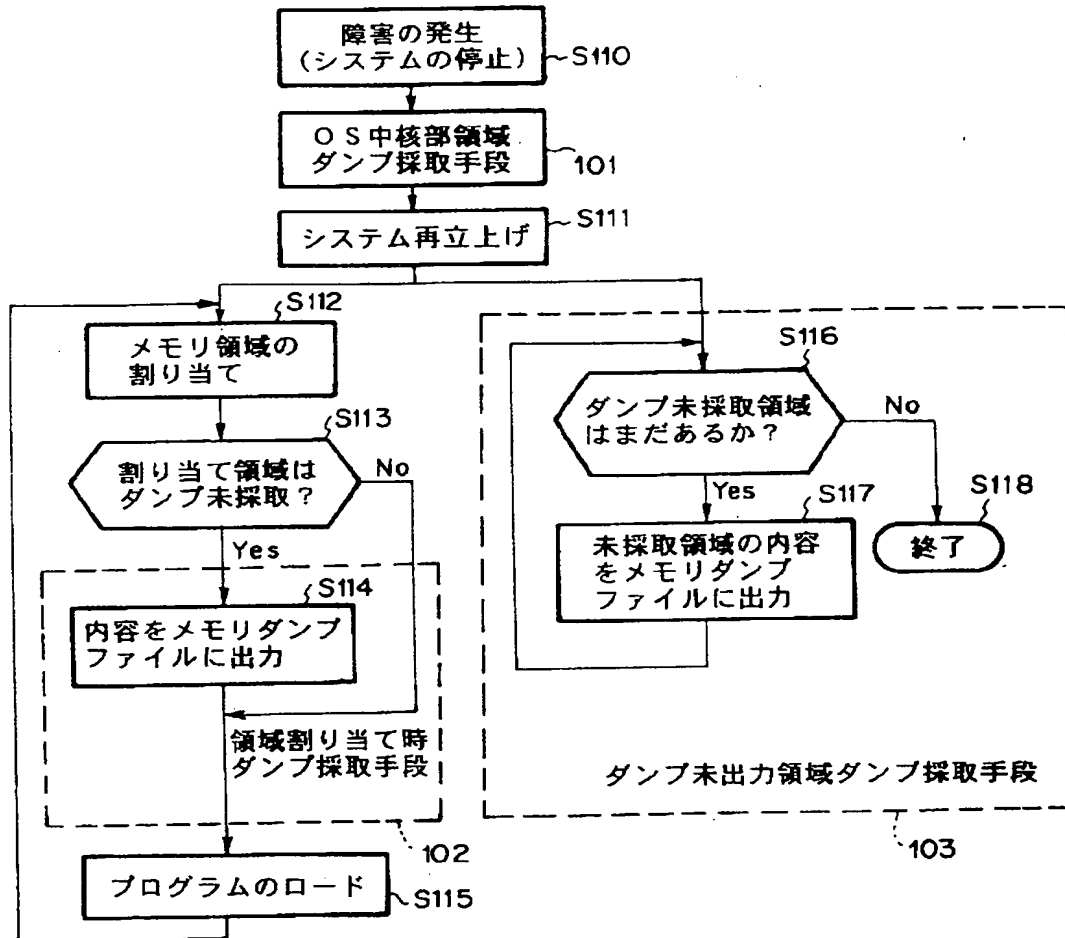 障害の発生
(システムの停止)
S110
OS中核部領域
ダンプ採取手段
101
S111
システム再立上げ
S112
メモリ領域の
割り当て
S113
割り当て領域は
ダンプ未採取?
No
Yes
S114
内容をメモリダンプ
ファイルに出力
領域割り当て時
ダンプ採取手段
102
プログラムのロード
S115
S116
ダンプ未採取領域
はまだあるか?
No
Yes
S117
未採取領域の内容
をメモリダンプ
ファイルに出力
S118
終了
ダンプ未出力領域ダンプ採取手段
103